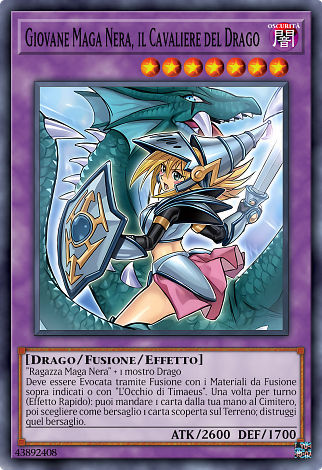 Giovane Maga Nera, il Cavaliere del Drago
OSCURITÀ
闇
[Drago/Fusione/Effetto]
"Ragazza Maga Nera" + 1 mostro Drago
Deve essere Evocata tramite Fusione con i Materiali da Fusione
sopra indicati o con "L'Occhio di Timaeus". Una volta per turno
(Effetto Rapido): puoi mandare 1 carta dalla tua mano al Cimitero,
poi scegliere come bersaglio 1 carta scoperta sul Terreno; distruggi
quel bersaglio.
ATK/2600 DEF/1700
43892408